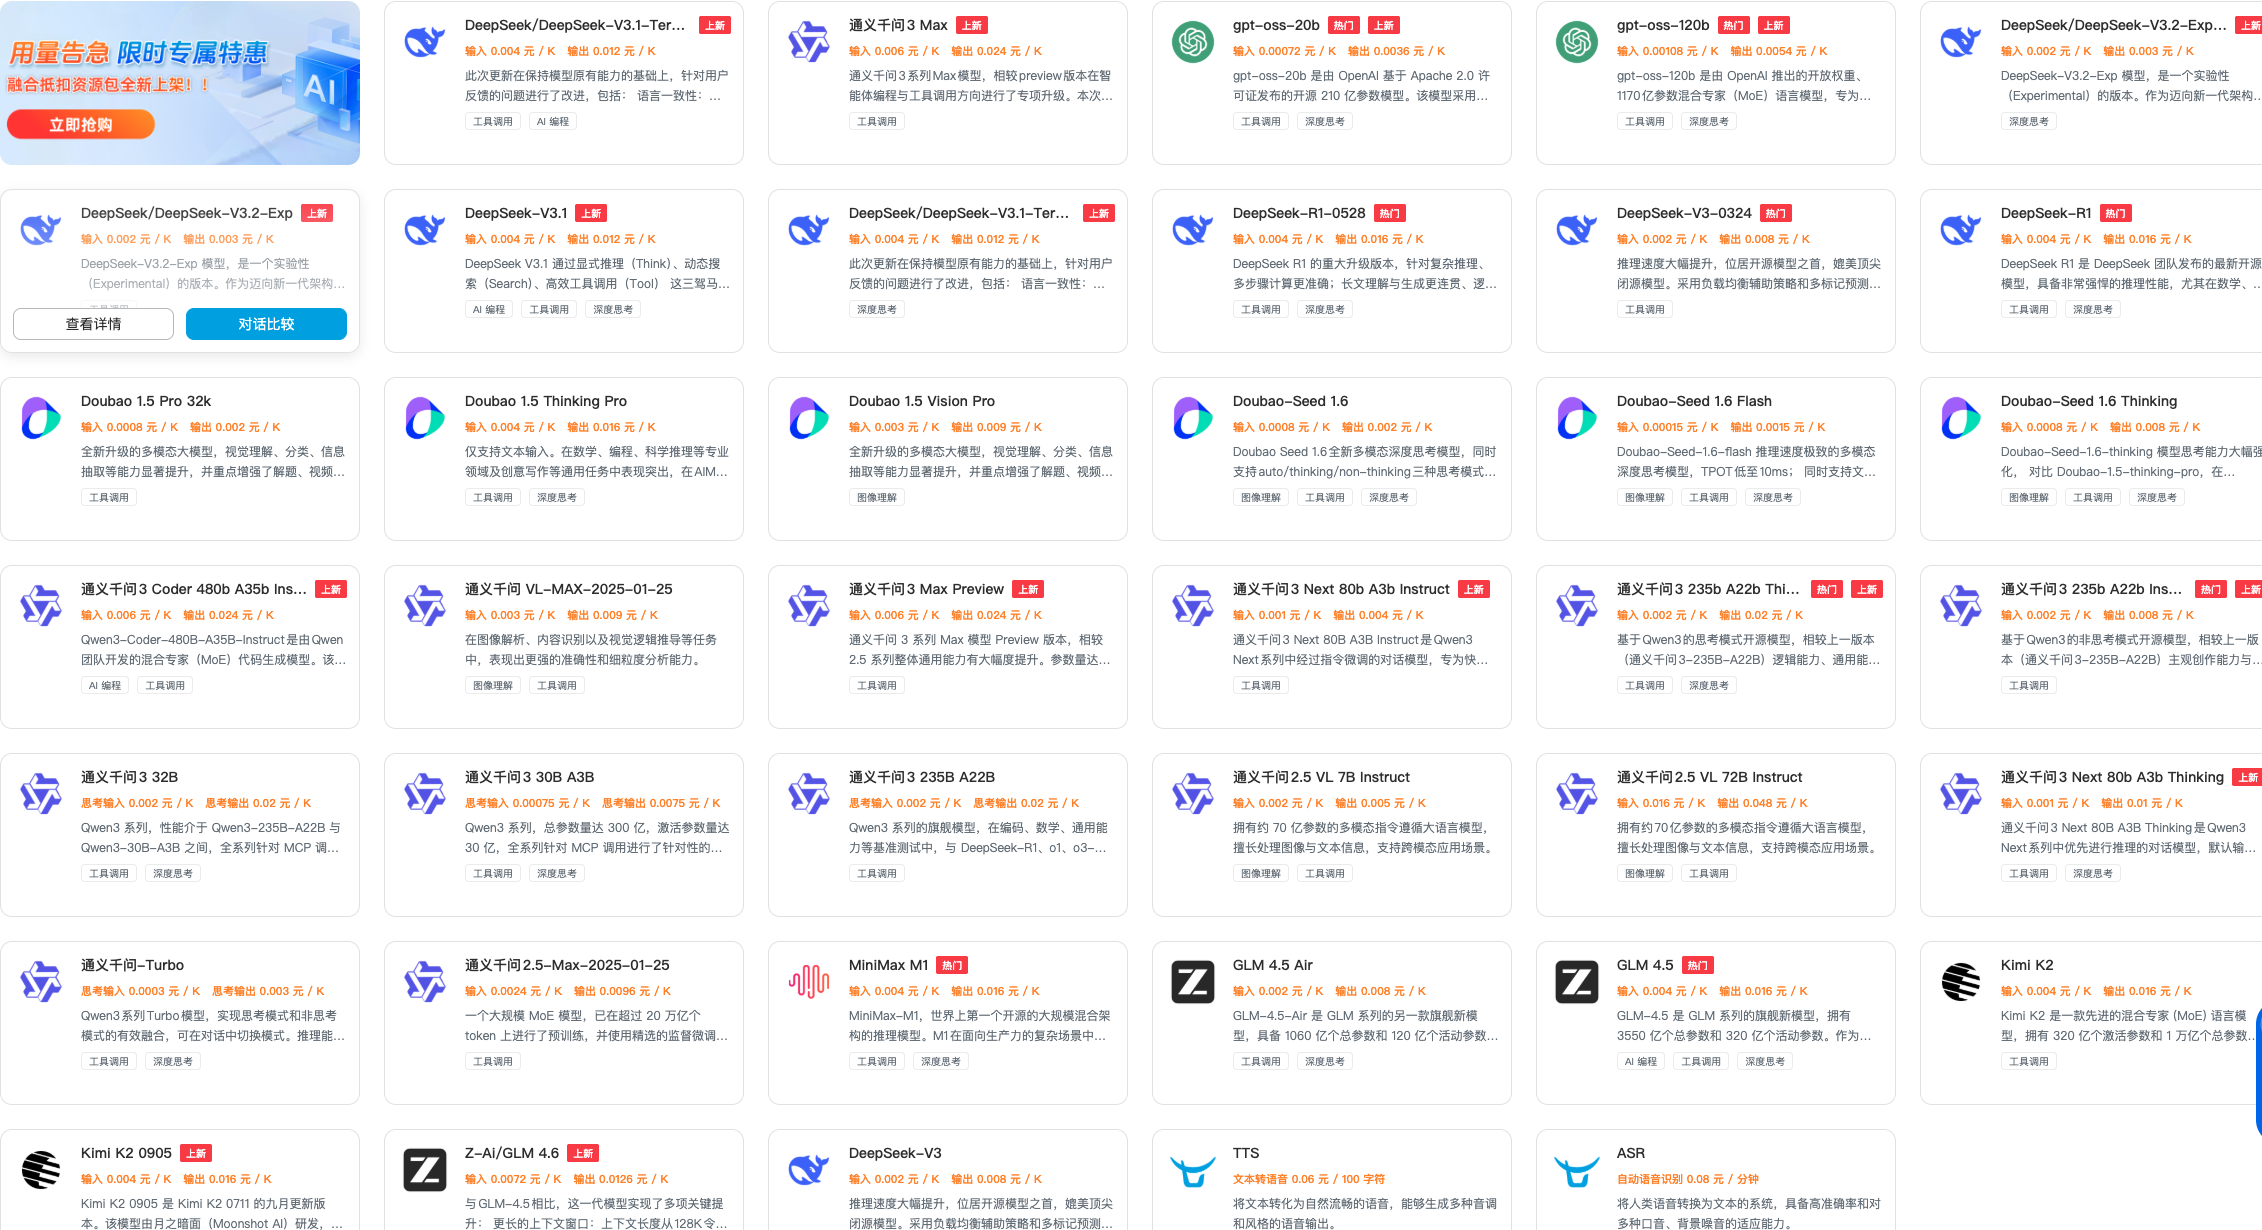 用量告急 限时专属特惠
融合抵扣资源包全新上架！！
立即抢购
AI
DeepSeek/DeepSeek-V3.1-Ter... 上新
输入 0.004 元 / K 输出 0.012 元 / K
此次更新在保持模型原有能力的基础上，针对用户
反馈的问题进行了改进，包括： 语言一致性：...
工具调用 AI 编程
通义千问3 Max 上新
输入 0.006 元 / K 输出 0.024 元 / K
通义千问3系列Max模型，相较preview版本在智
能体编程与工具调用方向进行了专项升级。本次...
工具调用
gpt-oss-20b 热门 上新
输入 0.00072 元 / K 输出 0.0036 元 / K
gpt-oss-20b 是由 OpenAI 基于 Apache 2.0 许
可证发布的开源 210 亿参数模型。该模型采用...
工具调用 深度思考
gpt-oss-120b 热门 上新
输入 0.00108 元 / K 输出 0.0054 元 / K
gpt-oss-120b 是由 OpenAI 推出的开放权重、
1170亿参数混合专家（MoE）语言模型，专为...
工具调用 深度思考
DeepSeek/DeepSeek-V3.2-Exp... 上新
输入 0.002 元 / K 输出 0.003 元 / K
DeepSeek-V3.2-Exp 模型，是一个实验性
（Experimental）的版本。作为迈向新一代架构...
深度思考
DeepSeek/DeepSeek-V3.2-Exp 上新
输入 0.002 元 / K 输出 0.003 元 / K
DeepSeek-V3.2-Exp 模型，是一个实验性
（Experimental）的版本。作为迈向新一代架构...
查看详情 对话比较
DeepSeek-V3.1 上新
输入 0.004 元 / K 输出 0.012 元 / K
DeepSeek V3.1 通过显式推理（Think）、动态搜
索（Search）、高效工具调用（Tool） 这三驾马...
AI 编程 工具调用 深度思考
DeepSeek/DeepSeek-V3.1-Ter... 上新
输入 0.004 元 / K 输出 0.012 元 / K
此次更新在保持模型原有能力的基础上，针对用户
反馈的问题进行了改进，包括： 语言一致性：...
深度思考
DeepSeek-R1-0528 热门
输入 0.004 元 / K 输出 0.016 元 / K
DeepSeek R1 的重大升级版本，针对复杂推理、
多步骤计算更准确；长文理解与生成更连贯、逻...
工具调用 深度思考
DeepSeek-V3-0324 热门
输入 0.002 元 / K 输出 0.008 元 / K
推理速度大幅提升，位居开源模型之首，媲美顶尖
闭源模型。采用负载均衡辅助策略和多标记预测...
工具调用
DeepSeek-R1 热门
输入 0.004 元 / K 输出 0.016 元 / K
DeepSeek R1 是 DeepSeek 团队发布的最新开源
模型，具备非常强悍的推理性能，尤其在数学、...
工具调用 深度思考
Doubao 1.5 Pro 32k
输入 0.0008 元 / K 输出 0.002 元 / K
全新升级的多模态大模型，视觉理解、分类、信息
抽取等能力显著提升，并重点增强了解题、视频...
工具调用
Doubao 1.5 Thinking Pro
输入 0.004 元 / K 输出 0.016 元 / K
仅支持文本输入。在数学、编程、科学推理等专业
领域及创意写作等通用任务中表现突出，在AIM...
工具调用 深度思考
Doubao 1.5 Vision Pro
输入 0.003 元 / K 输出 0.009 元 / K
全新升级的多模态大模型，视觉理解、分类、信息
抽取等能力显著提升，并重点增强了解题、视频...
图像理解
Doubao-Seed 1.6
输入 0.0008 元 / K 输出 0.002 元 / K
Doubao Seed 1.6全新多模态深度思考模型，同时
支持auto/thinking/non-thinking三种思考模式...
图像理解 工具调用 深度思考
Doubao-Seed 1.6 Flash
输入 0.00015 元 / K 输出 0.0015 元 / K
Doubao-Seed-1.6-flash 推理速度极致的多模态
深度思考模型，TPOT低至10ms； 同时支持文...
图像理解 工具调用 深度思考
Doubao-Seed 1.6 Thinking
输入 0.0008 元 / K 输出 0.008 元 / K
Doubao-Seed-1.6-thinking 模型思考能力大幅强
化， 对比 Doubao-1.5-thinking-pro，在...
图像理解 工具调用 深度思考
通义千问3 Coder 480b A35b Ins... 上新
输入 0.006 元 / K 输出 0.024 元 / K
Qwen3-Coder-480B-A35B-Instruct是由Qwen
团队开发的混合专家（MoE）代码生成模型。该...
AI 编程 工具调用
通义千问 VL-MAX-2025-01-25
输入 0.003 元 / K 输出 0.009 元 / K
在图像解析、内容识别以及视觉逻辑推导等任务
中，表现出更强的准确性和细粒度分析能力。
图像理解 工具调用
通义千问3 Max Preview 上新
输入 0.006 元 / K 输出 0.024 元 / K
通义千问 3 系列 Max 模型 Preview 版本，相较
2.5 系列整体通用能力有大幅度提升。参数量达...
工具调用
通义千问3 Next 80b A3b Instruct 上新
输入 0.001 元 / K 输出 0.004 元 / K
通义千问3 Next 80B A3B Instruct是Qwen3
Next系列中经过指令微调的对话模型，专为快...
工具调用
通义千问3 235b A22b Thi... 热门 上新
输入 0.002 元 / K 输出 0.02 元 / K
基于Qwen3的思考模式开源模型，相较上一版本
（通义千问3-235B-A22B）逻辑能力、通用能...
工具调用 深度思考
通义千问3 235b A22b Ins... 热门 上新
输入 0.002 元 / K 输出 0.008 元 / K
基于Qwen3的非思考模式开源模型，相较上一版
本（通义千问3-235B-A22B）主观创作能力与...
工具调用
通义千问3 32B
思考输入 0.002 元 / K 思考输出 0.02 元 / K
Qwen3 系列，性能介于 Qwen3-235B-A22B 与
Qwen3-30B-A3B 之间，全系列针对 MCP 调...
工具调用 深度思考
通义千问3 30B A3B
思考输入 0.00075 元 / K 思考输出 0.0075 元 / K
Qwen3 系列，总参数量达 300 亿，激活参数量达
30 亿，全系列针对 MCP 调用进行了针对性的...
工具调用 深度思考
通义千问3 235B A22B
思考输入 0.002 元 / K 思考输出 0.02 元 / K
Qwen3 系列的旗舰模型，在编码、数学、通用能
力等基准测试中，与 DeepSeek-R1、o1、o3-...
工具调用
通义千问2.5 VL 7B Instruct
输入 0.002 元 / K 输出 0.005 元 / K
拥有约 70 亿参数的多模态指令遵循大语言模型，
擅长处理图像与文本信息，支持跨模态应用场景。
图像理解 工具调用
通义千问2.5 VL 72B Instruct
输入 0.016 元 / K 输出 0.048 元 / K
拥有约70亿参数的多模态指令遵循大语言模型，
擅长处理图像与文本信息，支持跨模态应用场景。
图像理解 工具调用
通义千问3 Next 80b A3b Thinking 上新
输入 0.001 元 / K 输出 0.01 元 / K
通义千问3 Next 80B A3B Thinking是Qwen3
Next系列中优先进行推理的对话模型，默认输...
工具调用 深度思考
通义千问-Turbo
思考输入 0.0003 元 / K 思考输出 0.003 元 / K
Qwen3系列Turbo模型，实现思考模式和非思考
模式的有效融合，可在对话中切换模式。推理能...
工具调用 深度思考
通义千问2.5-Max-2025-01-25
输入 0.0024 元 / K 输出 0.0096 元 / K
一个大规模 MoE 模型，已在超过 20 万亿个
token 上进行了预训练，并使用精选的监督微调...
工具调用
MiniMax M1 热门
输入 0.004 元 / K 输出 0.016 元 / K
MiniMax-M1，世界上第一个开源的大规模混合架
构的推理模型。M1在面向生产力的复杂场景中...
工具调用 深度思考
GLM 4.5 Air
输入 0.002 元 / K 输出 0.008 元 / K
GLM-4.5-Air 是 GLM 系列的另一款旗舰新模
型，具备 1060 亿个总参数和 120 亿个活动参数...
工具调用 深度思考
GLM 4.5 热门
输入 0.004 元 / K 输出 0.016 元 / K
GLM-4.5 是 GLM 系列的旗舰新模型，拥有
3550 亿个总参数和 320 亿个活动参数。作为...
AI 编程 工具调用 深度思考
Kimi K2
输入 0.004 元 / K 输出 0.016 元 / K
Kimi K2 是一款先进的混合专家 (MoE) 语言模
型，拥有 320 亿个激活参数和 1 万亿个总参数...
工具调用
Kimi K2 0905 上新
输入 0.004 元 / K 输出 0.016 元 / K
Kimi K2 0905 是 Kimi K2 0711 的九月更新版
本。该模型由月之暗面（Moonshot AI）研发，...
Z-Ai/GLM 4.6 上新
输入 0.0072 元 / K 输出 0.0126 元 / K
与GLM-4.5相比，这一代模型实现了多项关键提
升： 更长的上下文窗口：上下文长度从128K令...
DeepSeek-V3
输入 0.002 元 / K 输出 0.008 元 / K
推理速度大幅提升，位居开源模型之首，媲美顶尖
闭源模型。采用负载均衡辅助策略和多标记预测...
TTS
文本转语音 0.06 元 / 100 字符
将文本转化为自然流畅的语音，能够生成多种音调
和风格的语音输出。
ASR
自动语音识别 0.08 元 / 分钟
将人类语音转换为文本的系统，具备高准确率和对
多种口音、背景噪音的适应能力。